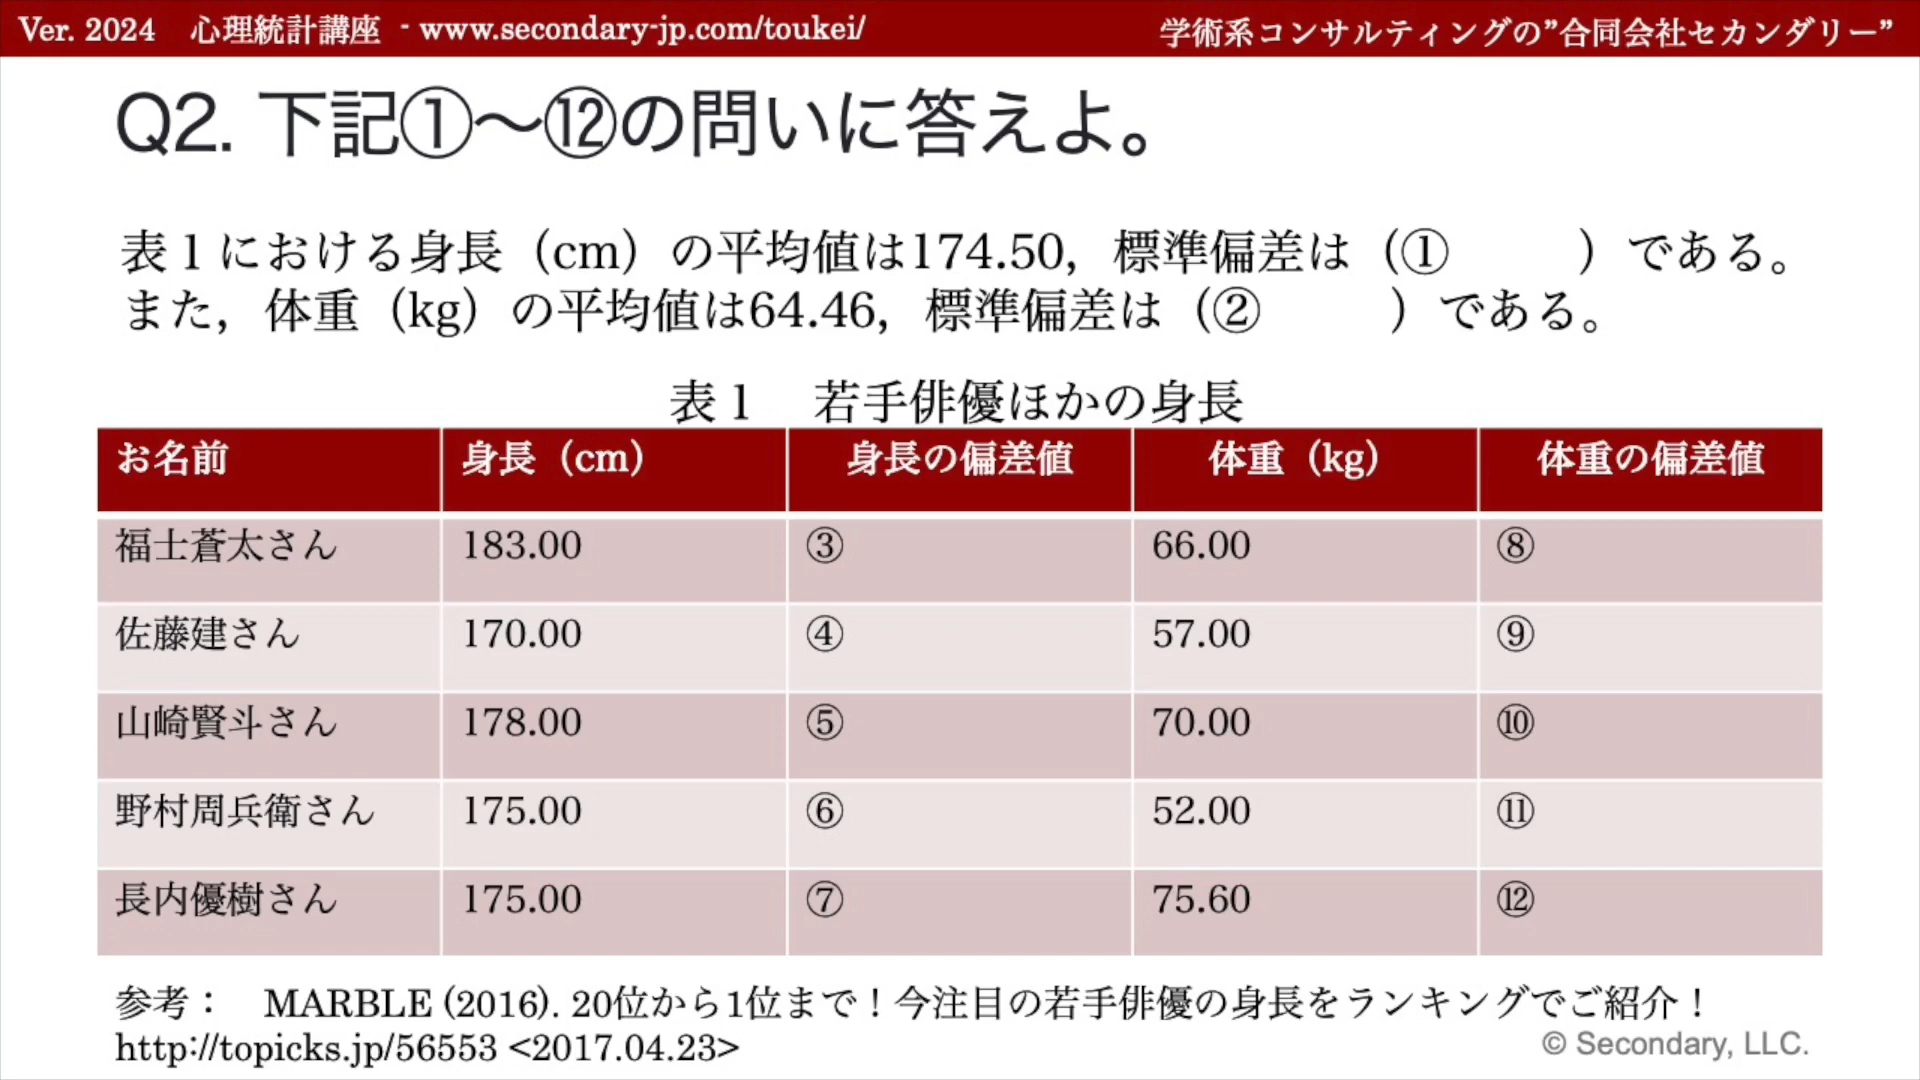 Ver. 2024　心理統計講座 - www.secondary-jp.com/toukei/
学術系コンサルティングの”合同会社セカンダリー”
Q2. 下記①〜⑫の問いに答えよ。
表１における身長（cm）の平均値は174.50，標準偏差は（①　　　）である。
また，体重（kg）の平均値は64.46，標準偏差は（②　　　）である。
表１　若手俳優ほかの身長
お名前 身長（cm） 身長の偏差値 体重（kg） 体重の偏差値
福士蒼太さん 183.00 ③ 66.00 ⑧
佐藤建さん 170.00 ④ 57.00 ⑨
山崎賢斗さん 178.00 ⑤ 70.00 ⑩
野村周兵衛さん 175.00 ⑥ 52.00 ⑪
長内優樹さん 175.00 ⑦ 75.60 ⑫
参考：　MARBLE (2016). 20位から1位まで！今注目の若手俳優の身長をランキングでご紹介！
http://topicks.jp/56553 <2017.04.23>
© Secondary, LLC.